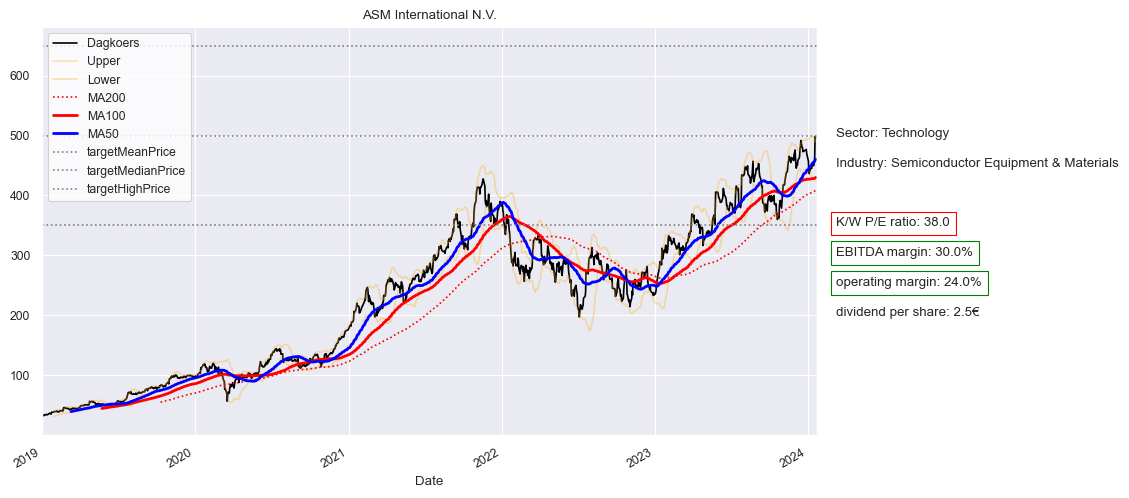 ASM International N.V.
Dagkoers
Upper
Lower
MA200
MA100
MA50
targetMeanPrice
targetMedianPrice
targetHighPrice
600
500
400
300
200
100
2019
2020
2021
2022
2023
2024
Date
Sector: Technology
Industry: Semiconductor Equipment & Materials
K/W P/E ratio: 38.0
EBITDA margin: 30.0%
operating margin: 24.0%
dividend per share: 2.5€